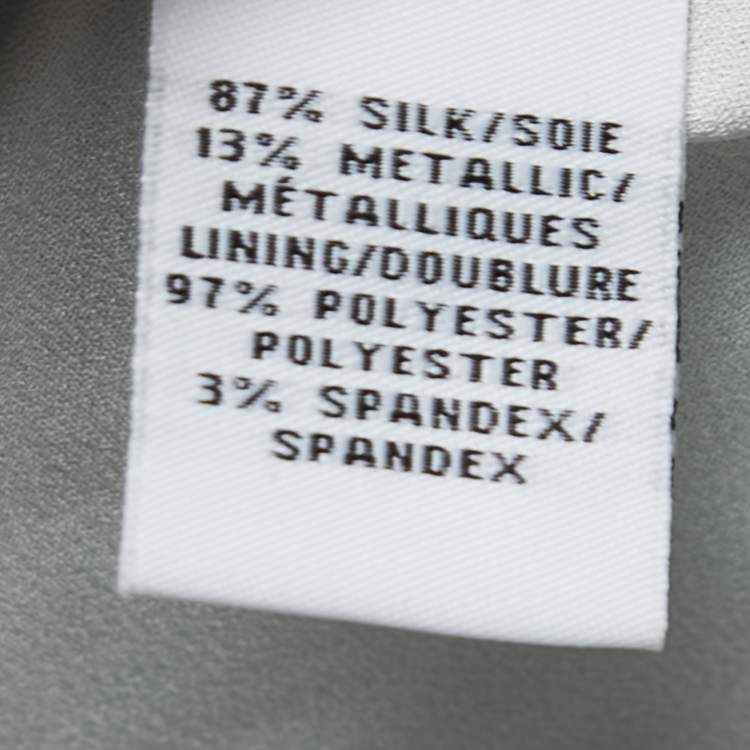 87% SILK/SOIE
13% METALLIC/
MÉTALLIQUES
LINING/DOUBLURE
97% POLYESTER/
POLYESTER
3% SPANDEX/
SPANDEX